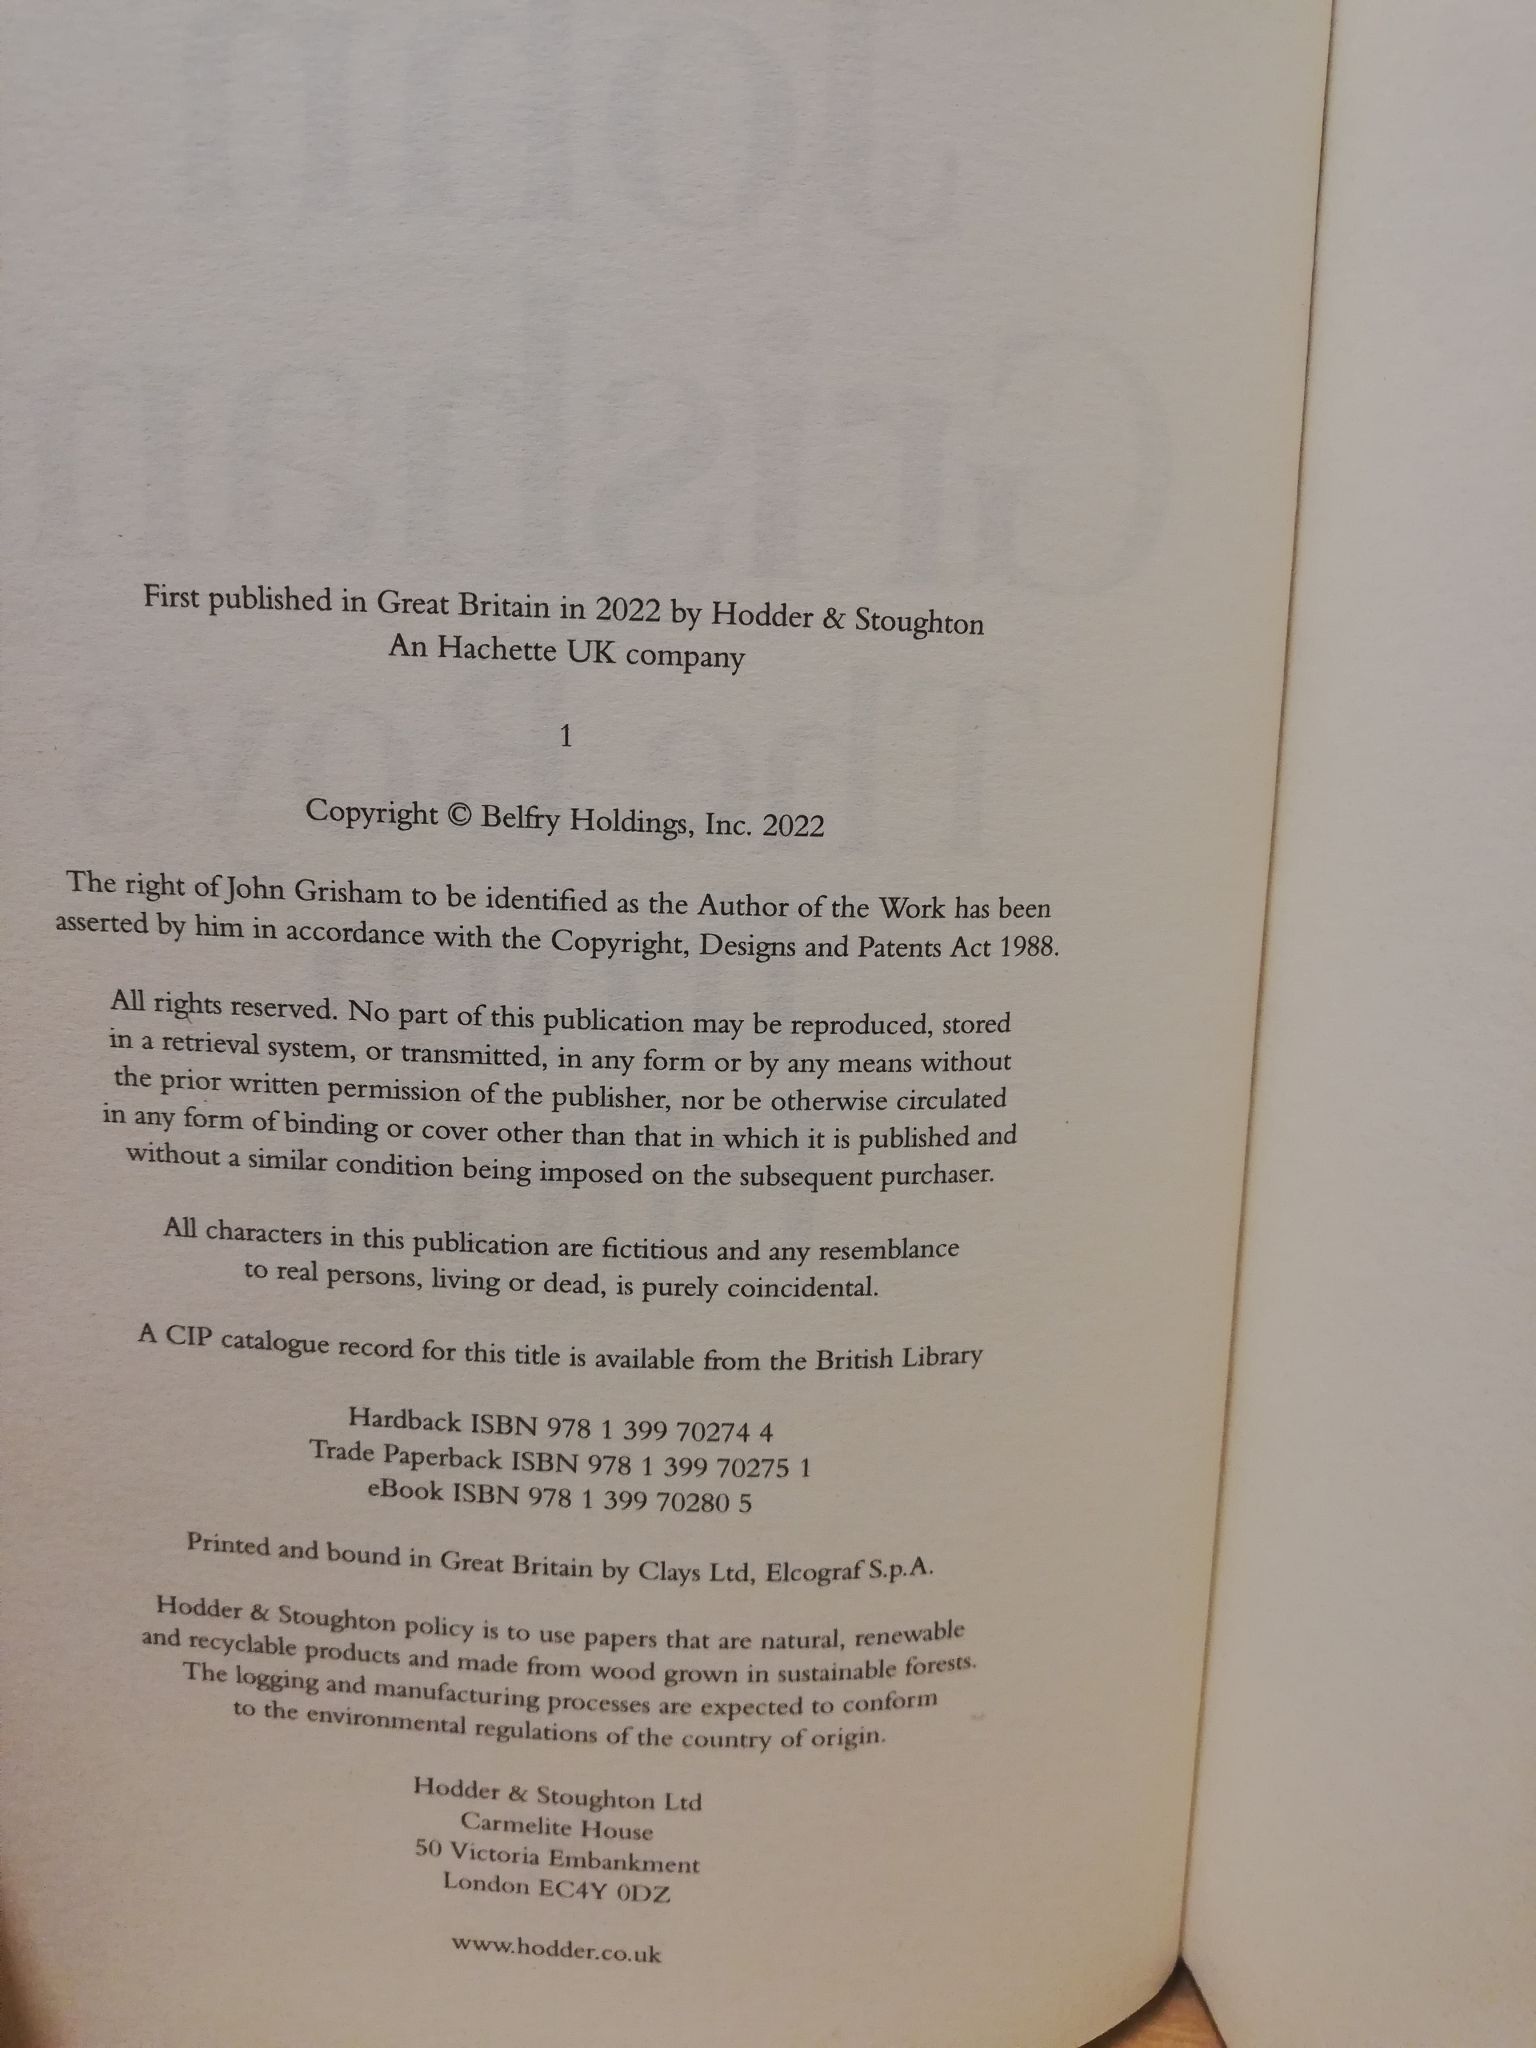 First published in Great Britain in 2022 by Hodder & Stoughton
An Hachette UK company
1
Copyright © Belfry Holdings, Inc. 2022
The right of John Grisham to be identified as the Author of the Work has been
asserted by him in accordance with the Copyright, Designs and Patents Act 1988.
All rights reserved. No part of this publication may be reproduced, stored
in a retrieval system, or transmitted, in any form or by any means without
the prior written permission of the publisher, nor be otherwise circulated
in any form of binding or cover other than that in which it is published and
without a similar condition being imposed on the subsequent purchaser.
All characters in this publication are fictitious and any resemblance
to real persons, living or dead, is purely coincidental.
A CIP catalogue record for this title is available from the British Library
Hardback ISBN 978 1 399 70274 4
Trade Paperback ISBN 978 1 399 70275 1
eBook ISBN 978 1 399 70280 5
Printed and bound in Great Britain by Clays Ltd, Elcograf S.p.A.
Hodder & Stoughton policy is to use papers that are natural, renewable
and recyclable products and made from wood grown in sustainable forests.
The logging and manufacturing processes are expected to conform
to the environmental regulations of the country of origin.
Hodder & Stoughton Ltd
Carmelite House
50 Victoria Embankment
London EC4Y 0DZ
www.hodder.co.uk